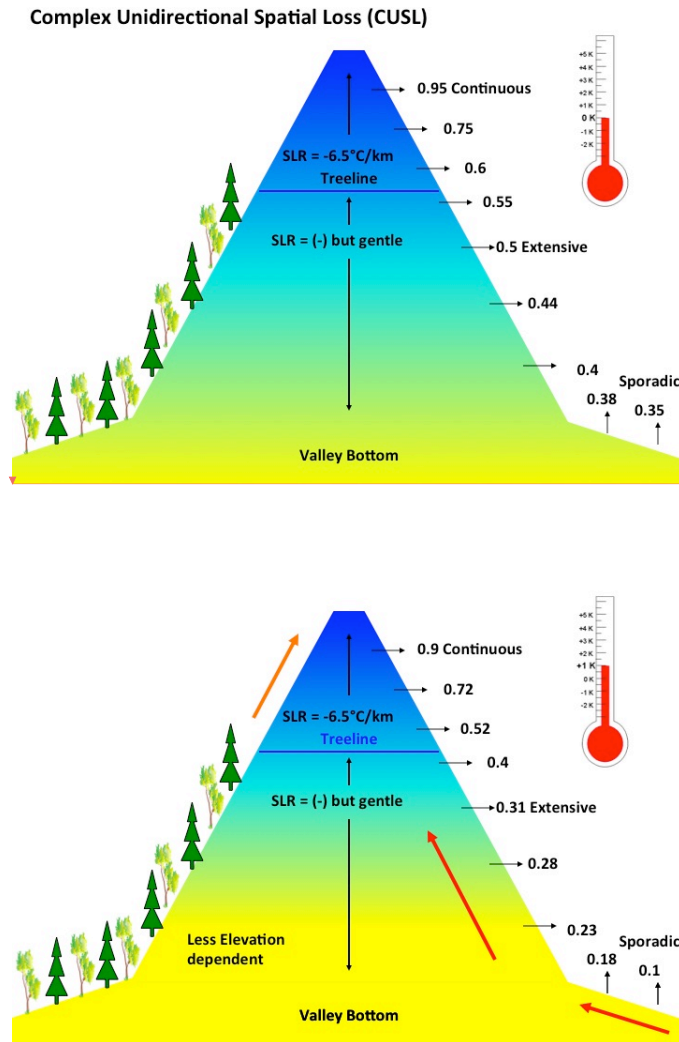 Complex Unidirectional Spatial Loss (CUSL)
+5 K
+4 K
+3 K
+2 K
+1 K
0 K
-1 K
-2 K
0.95 Continuous
0.75
SLR = -6.5°C/km
0.6
Treeline
0.55
SLR = (-) but gentle
0.5 Extensive
0.44
0.4
Sporadic
0.38
0.35
Valley Bottom
+5 K
+4 K
+3 K
+2 K
+1 K
0 K
-1 K
-2 K
0.9 Continuous
0.72
SLR = -6.5°C/km
0.52
Treeline
0.4
SLR = (-) but gentle
0.31 Extensive
0.28
0.23
Less Elevation
dependent
Sporadic
0.18
0.1
Valley Bottom